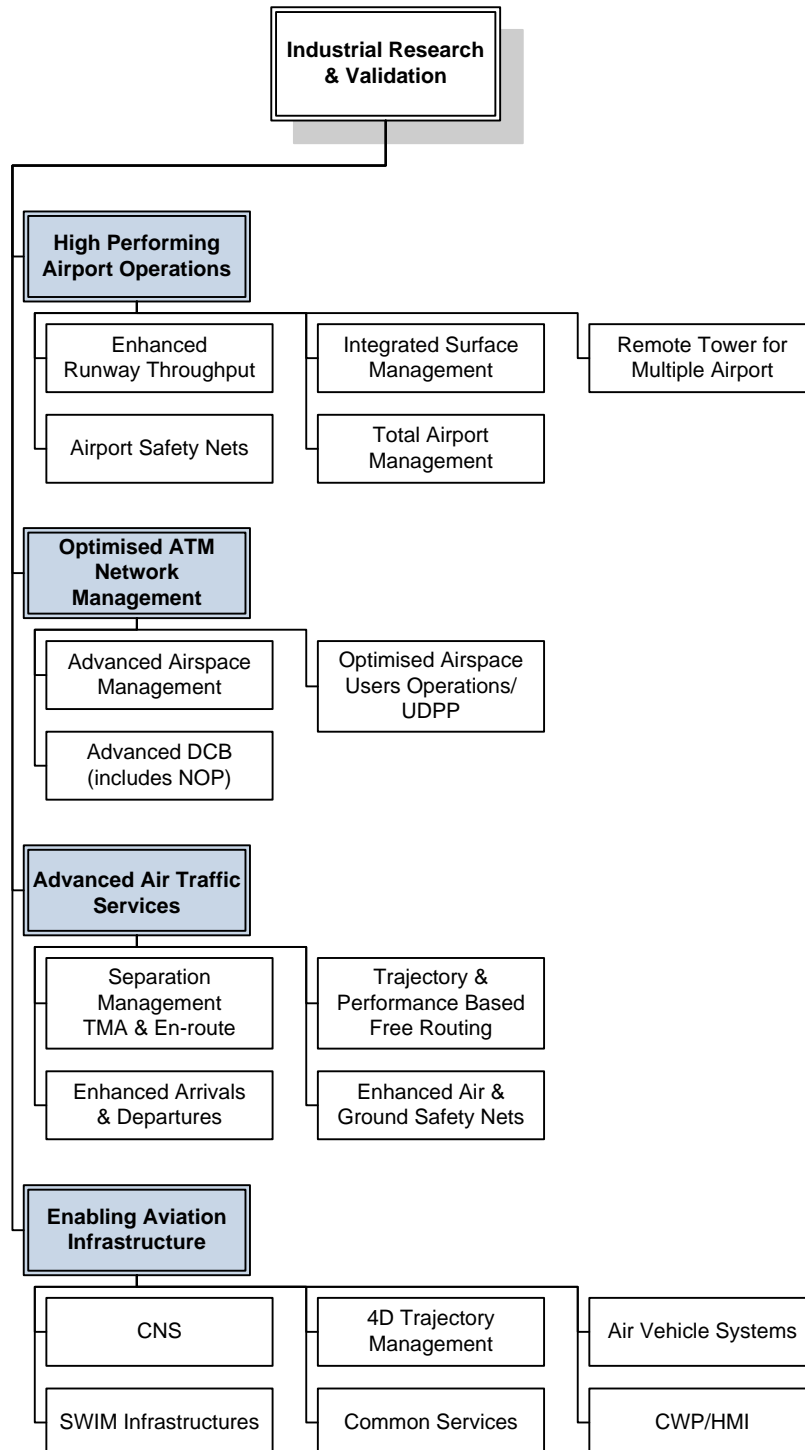 Industrial Research
& Validation
High Performing
Airport Operations
Enhanced
Runway Throughput
Integrated Surface
Management
Remote Tower for
Multiple Airport
Airport Safety Nets
Total Airport
Management
Optimised ATM
Network
Management
Advanced Airspace
Management
Optimised Airspace
Users Operations/
UDPP
Advanced DCB
(includes NOP)
Advanced Air Traffic
Services
Separation
Management
TMA & En-route
Trajectory &
Performance Based
Free Routing
Enhanced Arrivals
& Departures
Enhanced Air &
Ground Safety Nets
Enabling Aviation
Infrastructure
CNS
4D Trajectory
Management
Air Vehicle Systems
SWIM Infrastructures
Common Services
CWP/HMI